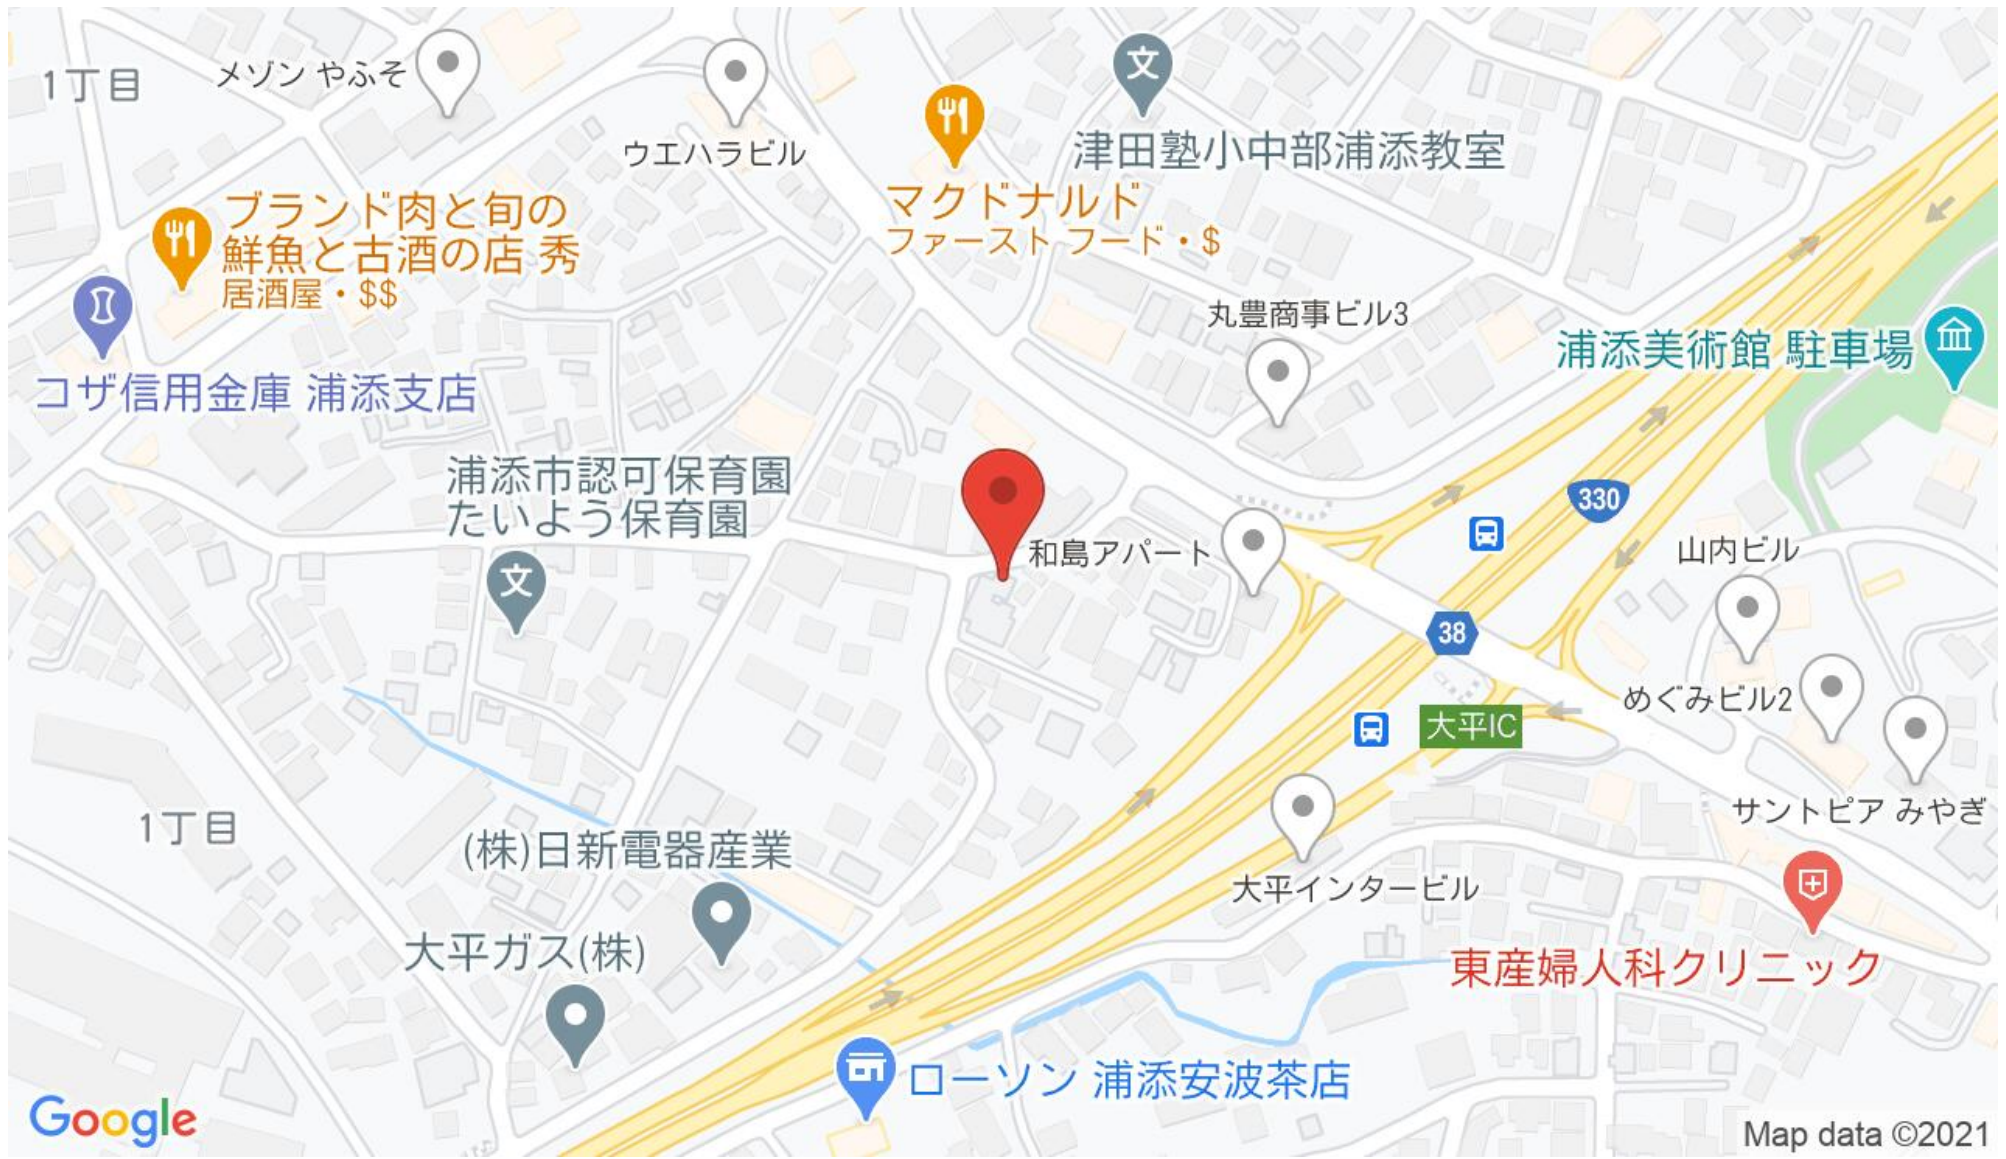 1丁目
メゾン やふそ
ウエハラビル
津田塾小中部浦添教室
マクドナルド
ファースト フード・$
ブランド肉と旬の
鮮魚と古酒の店 秀
居酒屋・$$
丸豊商事ビル3
浦添美術館 駐車場
コザ信用金庫 浦添支店
浦添市認可保育園
たいよう保育園
330
和島アパート
山内ビル
38
めぐみビル2
大平IC
サントピア みやぎ
1丁目
(株)日新電器産業
大平インタービル
大平ガス(株)
東産婦人科クリニック
ローソン 浦添安波茶店
Google
Map data ©2021
文
文